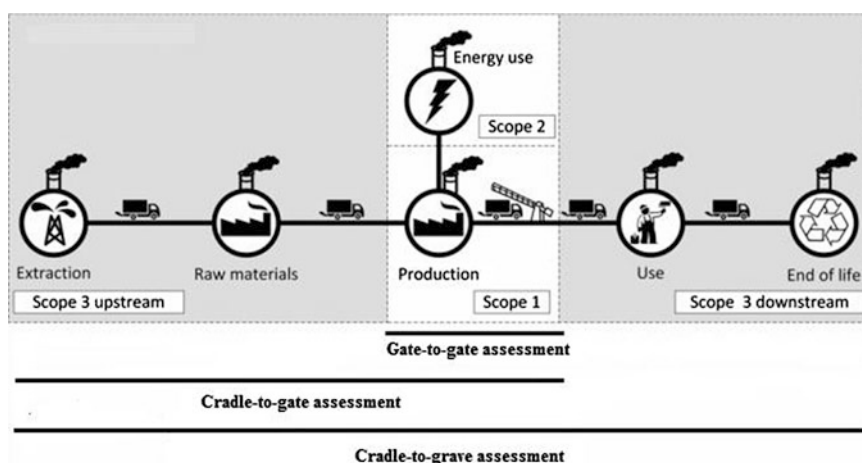 Energy use
Scope 2
Extraction
Raw materials
Production
Use
End of life
Scope 3 upstream
Scope 1
Scope 3 downstream
Gate-to-gate assessment
Cradle-to-gate assessment
Cradle-to-grave assessment